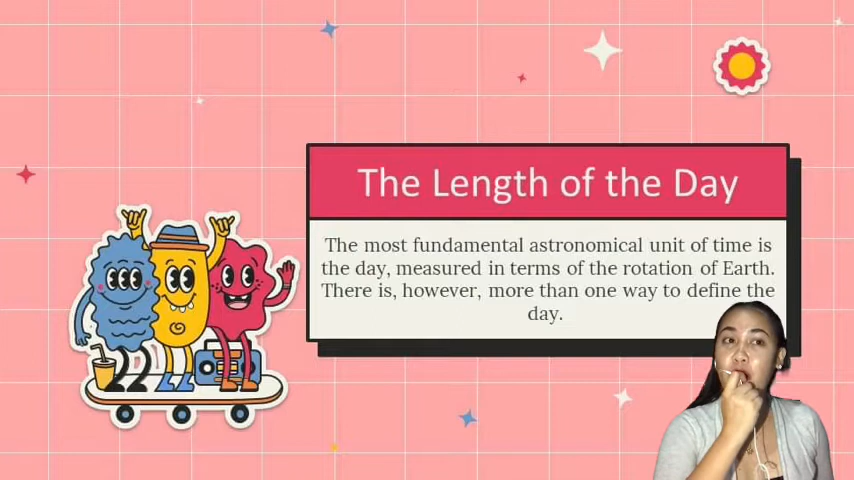 The Length of the Day
The most fundamental astronomical unit of time is
the day, measured in terms of the rotation of Earth.
There is, however, more than one way to define the
day.